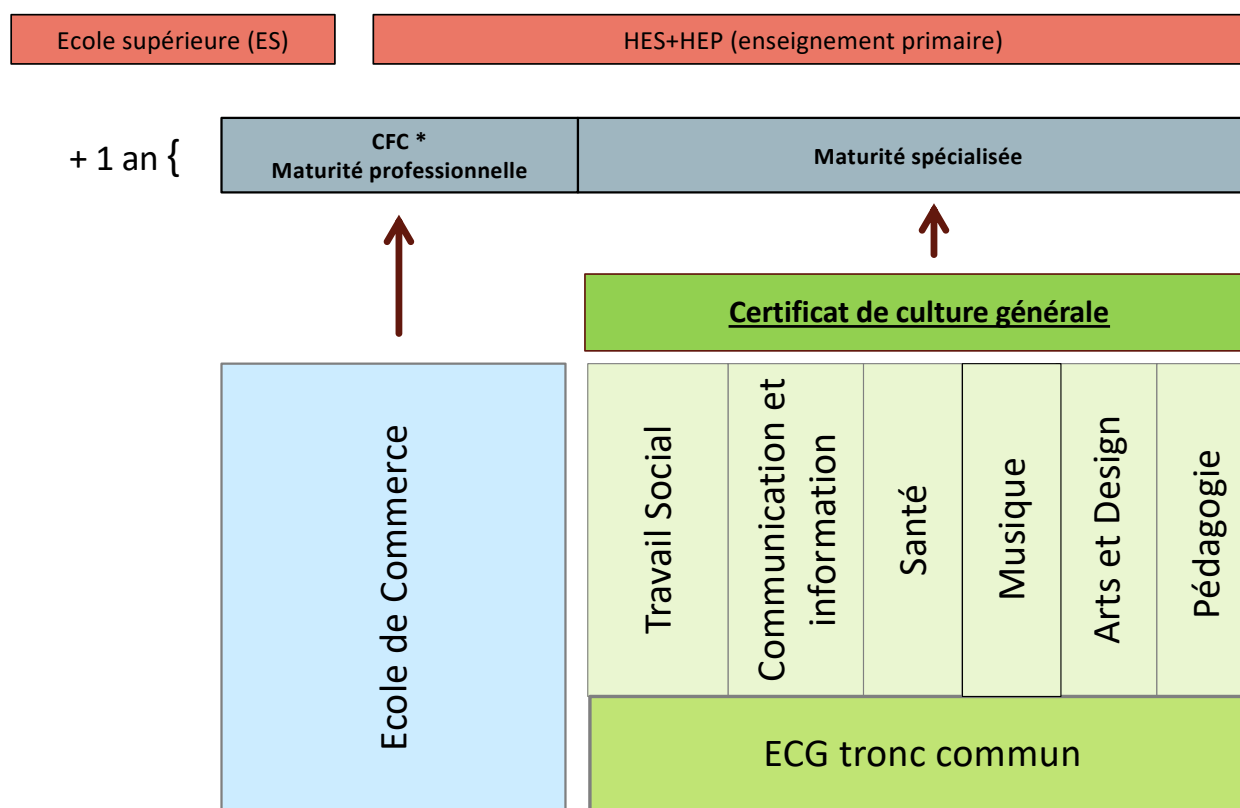 Ecole supérieure (ES)
HES+HEP (enseignement primaire)
+ 1 an {
CFC *
Maturité professionnelle
Maturité spécialisée
Certificat de culture générale
Ecole de Commerce
Travail Social
Communication et
information
Santé
Musique
Arts et Design
Pédagogie
ECG tronc commun